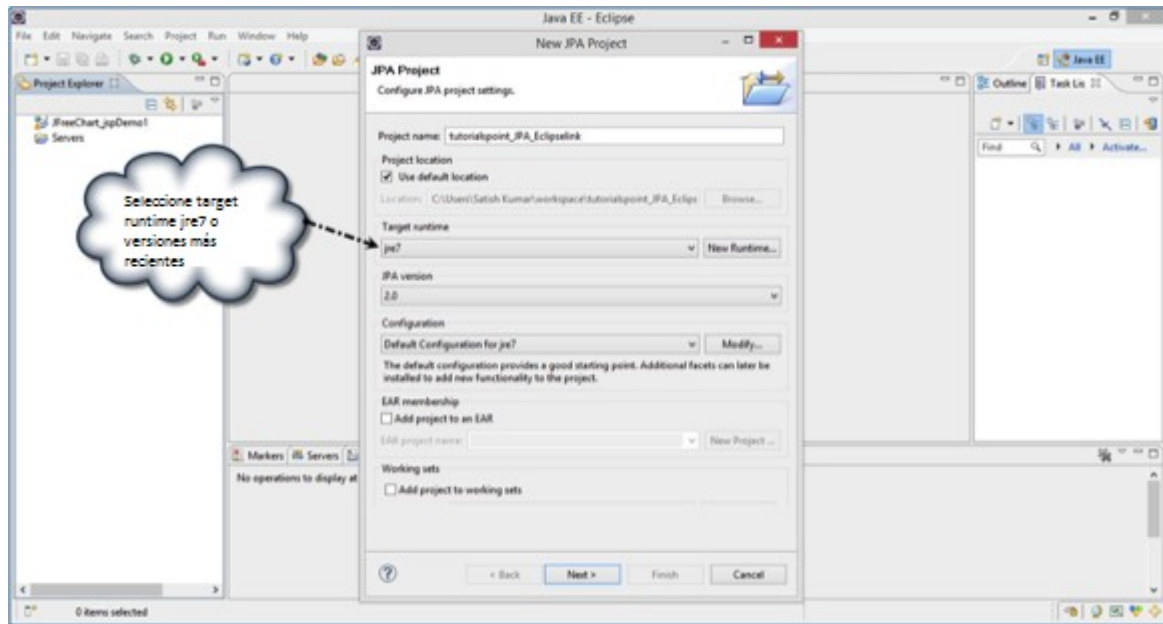 Java EE - Eclipse
File Edit Navigate Search Project Run Window Help
Java EE
Project Explorer
JFreeChart_jspDemo1
Servers
Seleccione target
runtime jre7 o
versiones más
recientes
New JPA Project
JPA Project
Configure JPA project settings.
Project name: tutorialspoint_JPA_Eclipselink
Project location
Use default location
Location: C:\Users\Satish Kumar\workspace\tutorialspoint_JPA_Eclips Browse...
Target runtime
jre7 New Runtime...
JPA version
2.0
Configuration
Default Configuration for jre7 Modify...
The default configuration provides a good starting point. Additional facets can later be
installed to add new functionality to the project.
EAR membership
Add project to an EAR
EAR project name: New Project ...
Working sets
Add project to working sets
? < Back Next > Finish Cancel
Outline Task Lis
Find All Activate...
Markers Servers
No operations to display at
0 items selected